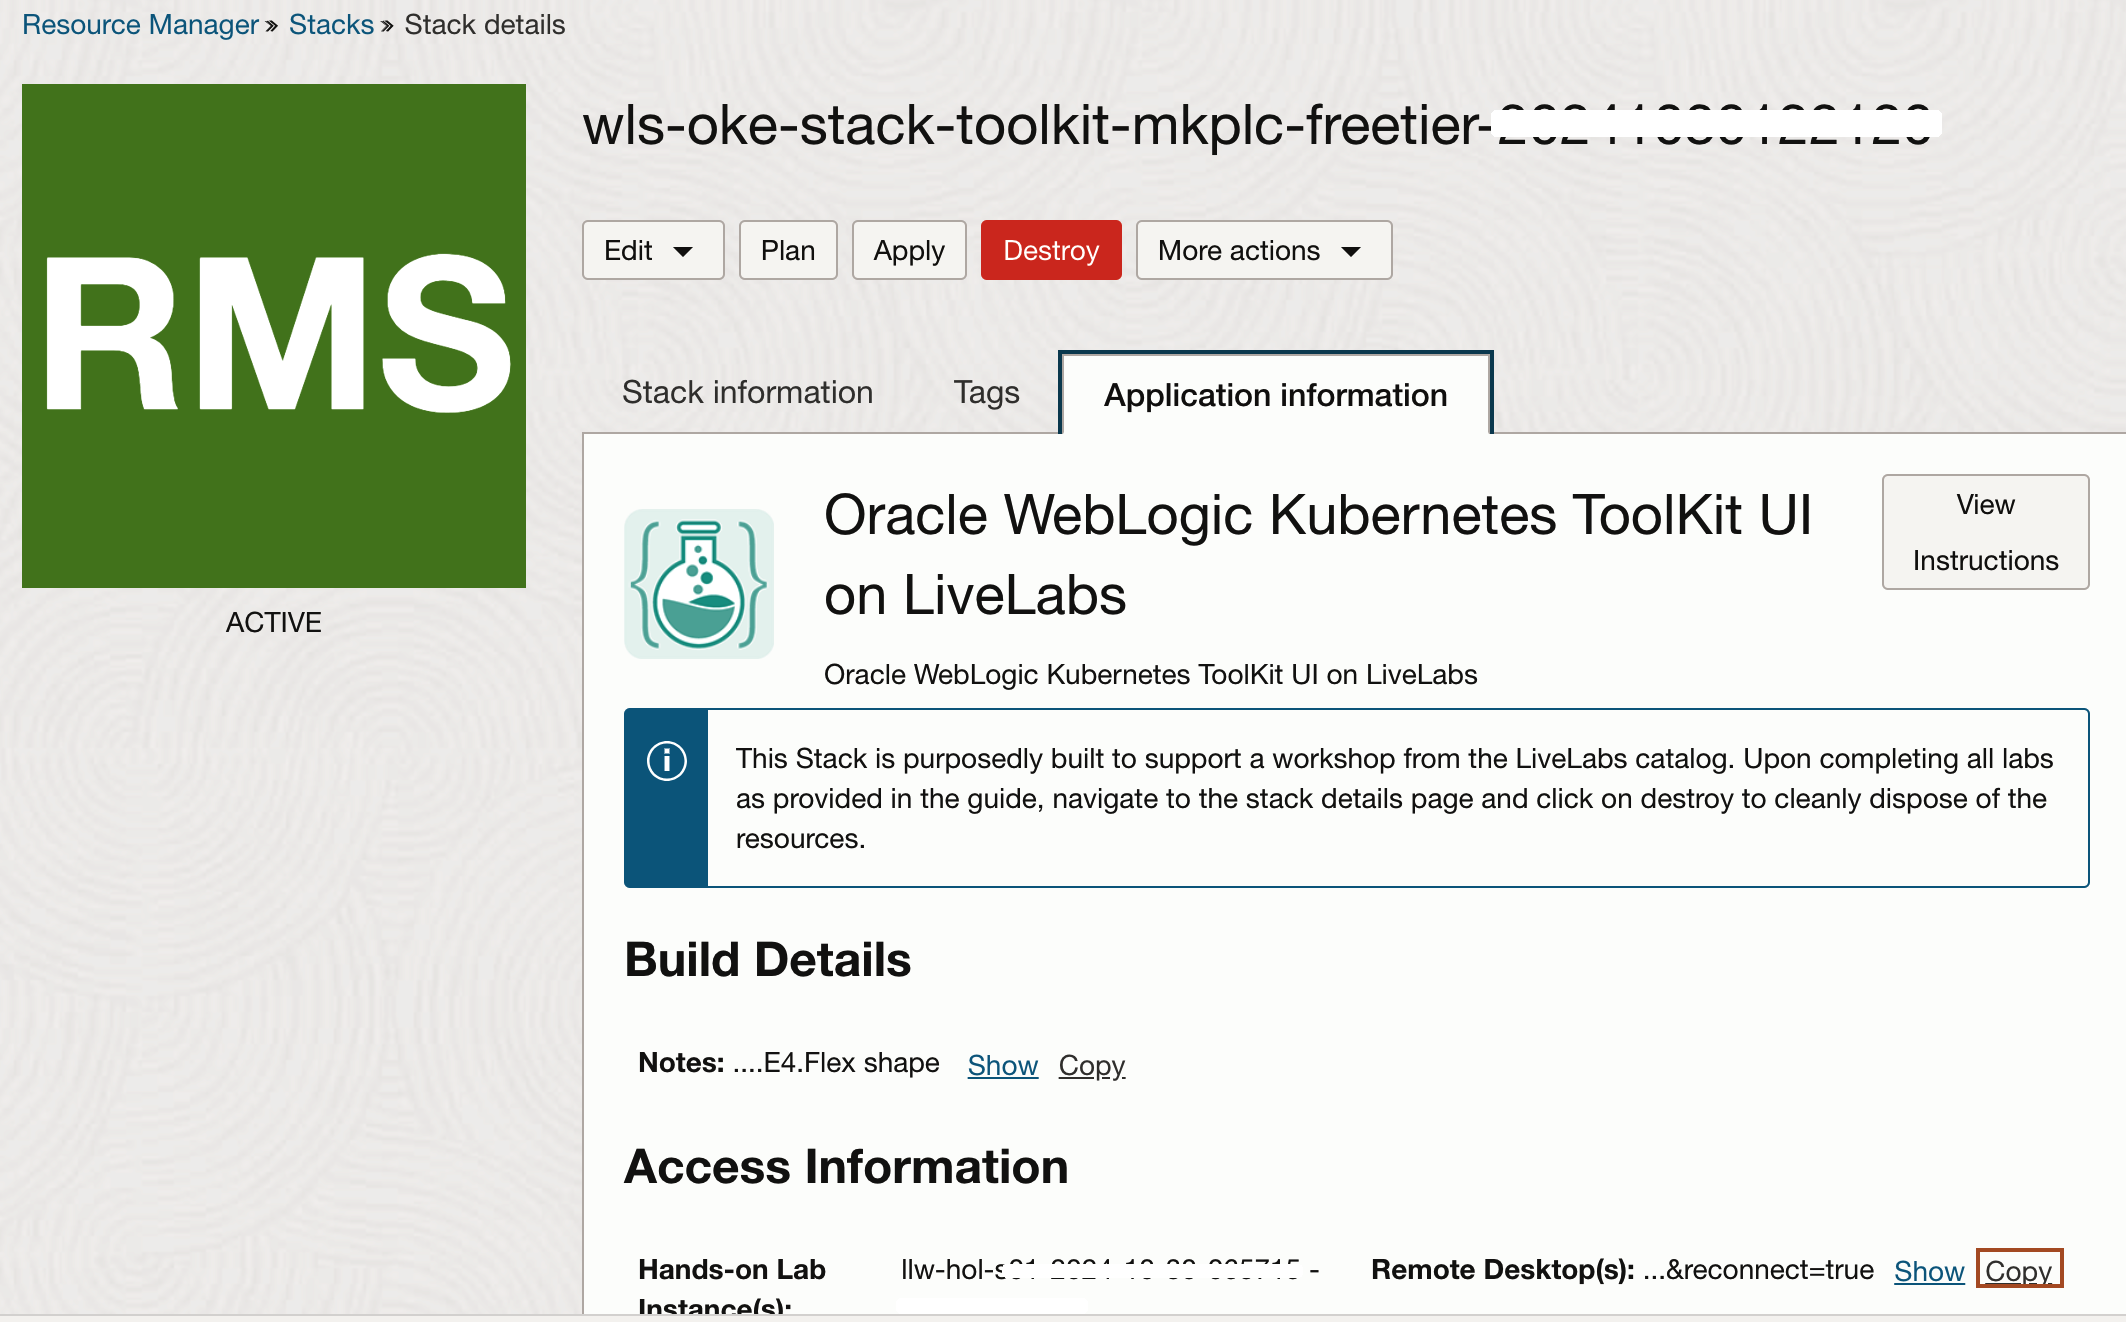 Resource Manager » Stacks » Stack details
RMS
ACTIVE
wls-oke-stack-toolkit-mkplc-freetier-
Edit Plan Apply Destroy More actions
Stack information Tags Application information
Oracle WebLogic Kubernetes ToolKit UI
on LiveLabs
View
Instructions
Oracle WebLogic Kubernetes ToolKit UI on LiveLabs
This Stack is purposedly built to support a workshop from the LiveLabs catalog. Upon completing all labs
as provided in the guide, navigate to the stack details page and click on destroy to cleanly dispose of the
resources.
Build Details
Notes: ....E4.Flex shape Show Copy
Access Information
Hands-on Lab llw-hol- - Remote Desktop(s): ...&reconnect=true Show Copy
Instance(s):